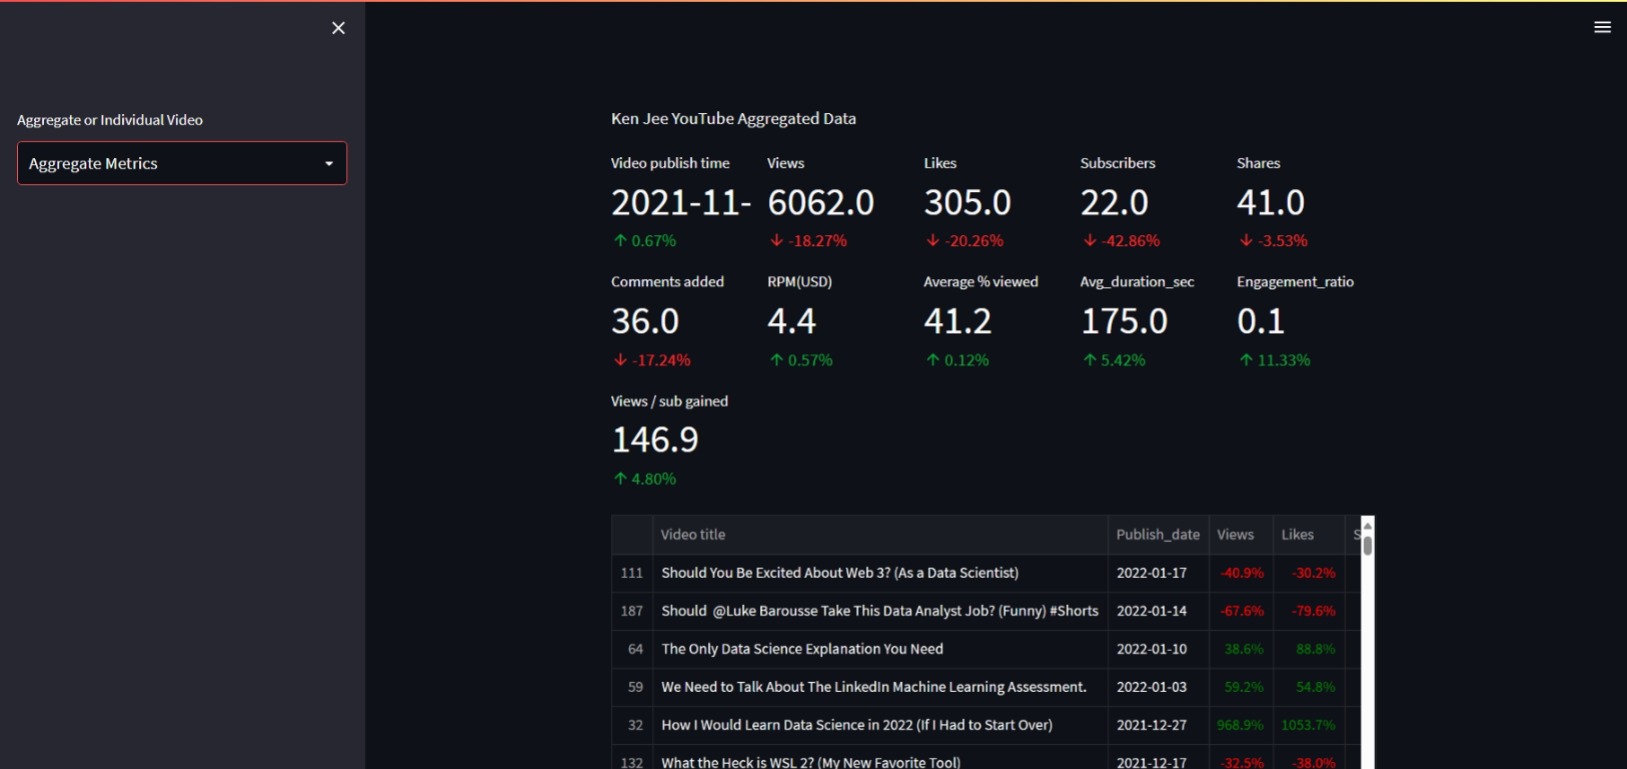 Aggregate or Individual Video
Aggregate Metrics
Ken Jee YouTube Aggregated Data
Video publish time Views Likes Subscribers Shares
2021-11- 6062.0 305.0 22.0 41.0
↑ 0.67% ↓ -18.27% ↓ -20.26% ↓ -42.86% ↓ -3.53%
Comments added RPM(USD) Average % viewed Avg_duration_sec Engagement_ratio
36.0 4.4 41.2 175.0 0.1
↓ -17.24% ↑ 0.57% ↑ 0.12% ↑ 5.42% ↑ 11.33%
Views / sub gained
146.9
↑ 4.80%
Video title Publish_date Views Likes S
111 Should You Be Excited About Web 3? (As a Data Scientist) 2022-01-17 -40.9% -30.2%
187 Should @Luke Barousse Take This Data Analyst Job? (Funny) #Shorts 2022-01-14 -67.6% -79.6%
64 The Only Data Science Explanation You Need 2022-01-10 38.6% 88.8%
59 We Need to Talk About The LinkedIn Machine Learning Assessment. 2022-01-03 59.2% 54.8%
32 How I Would Learn Data Science in 2022 (If I Had to Start Over) 2021-12-27 968.9% 1053.7%
132 What the Heck is WSL 2? (My New Favorite Tool) 2021-12-17 -32.5% -38.0%